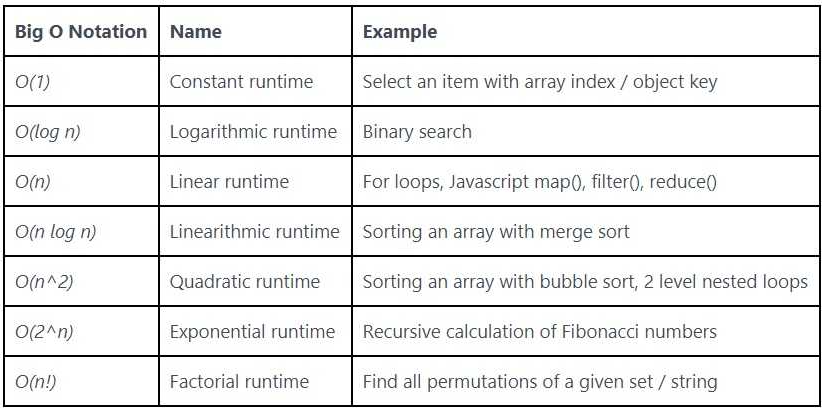 Big O Notation Name Example
O(1) Constant runtime Select an item with array index / object key
O(log n) Logarithmic runtime Binary search
O(n) Linear runtime For loops, Javascript map(), filter(), reduce()
O(n log n) Linearithmic runtime Sorting an array with merge sort
O(n^2) Quadratic runtime Sorting an array with bubble sort, 2 level nested loops
O(2^n) Exponential runtime Recursive calculation of Fibonacci numbers
O(n!) Factorial runtime Find all permutations of a given set / string